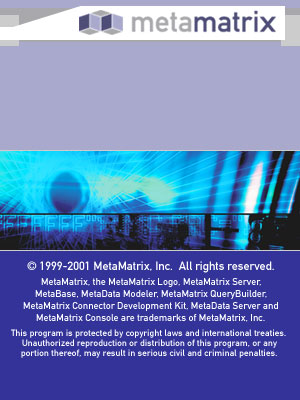 metamatrix
© 1999-2001 MetaMatrix, Inc. All rights reserved.
MetaMatrix, the MetaMatrix Logo, MetaMatrix Server,
MetaBase, MetaData Modeler, MetaMatrix QueryBuilder,
MetaMatrix Connector Development Kit, MetaData Server and
MetaMatrix Console are trademarks of MetaMatrix, Inc.
This program is protected by copyright laws and international treaties.
Unauthorized reproduction or distribution of this program, or any
portion thereof, may result in serious civil and criminal penalties.